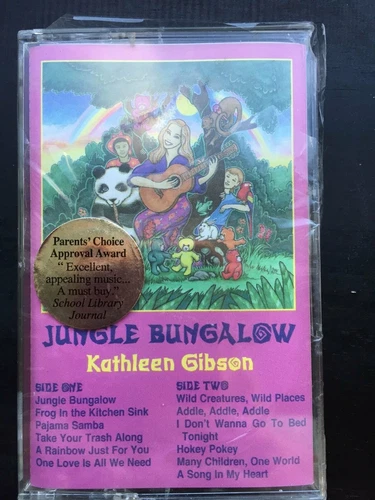 Parents' Choice
Approval Award
" Excellent,
appealing music...
A must buy."
School Library
Journal
JUNGLE BUNGALOW
Kathleen Gibson
SIDE ONE
Jungle Bungalow
Frog In the Kitchen Sink
Pajama Samba
Take Your Trash Along
A Rainbow Just For You
One Love Is All We Need
SIDE TWO
Wild Creatures, Wild Places
Addle, Addle, Addle
I Don't Wanna Go To Bed
Tonight
Hokey Pokey
Many Children, One World
A Song In My Heart